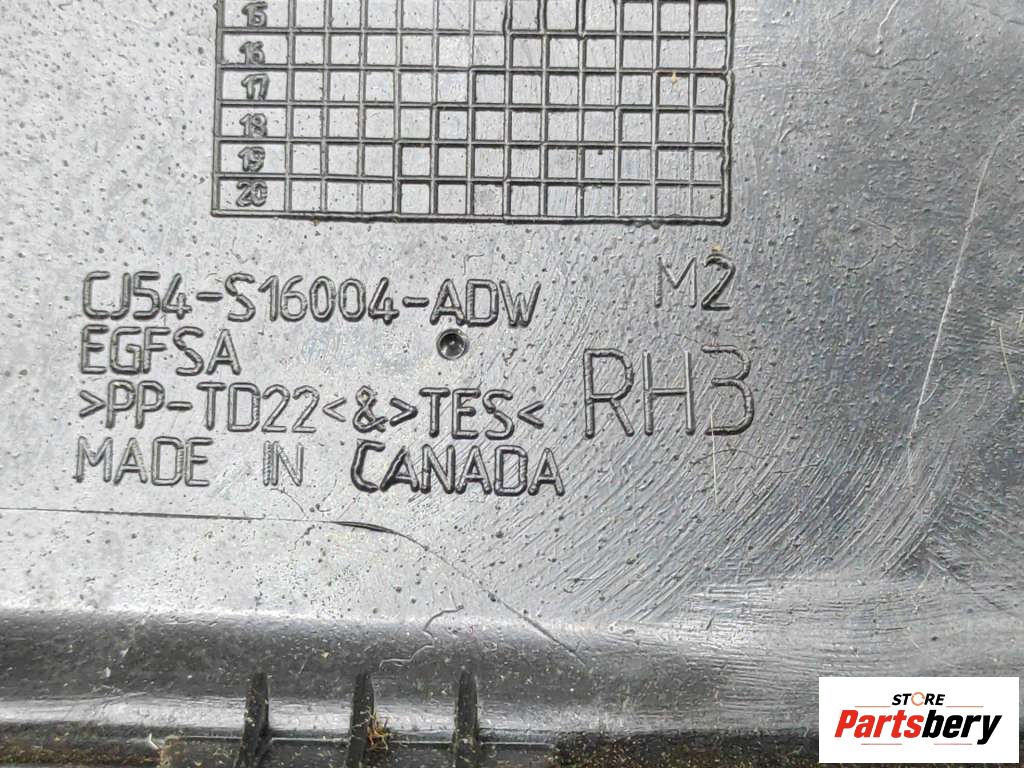 15
16
17
18
19
20
CJ54-S16004-ADW
M2
EGFSA
RH3
>PP-TD22<&>TES<
MADE IN CANADA
STORE
Partsbery